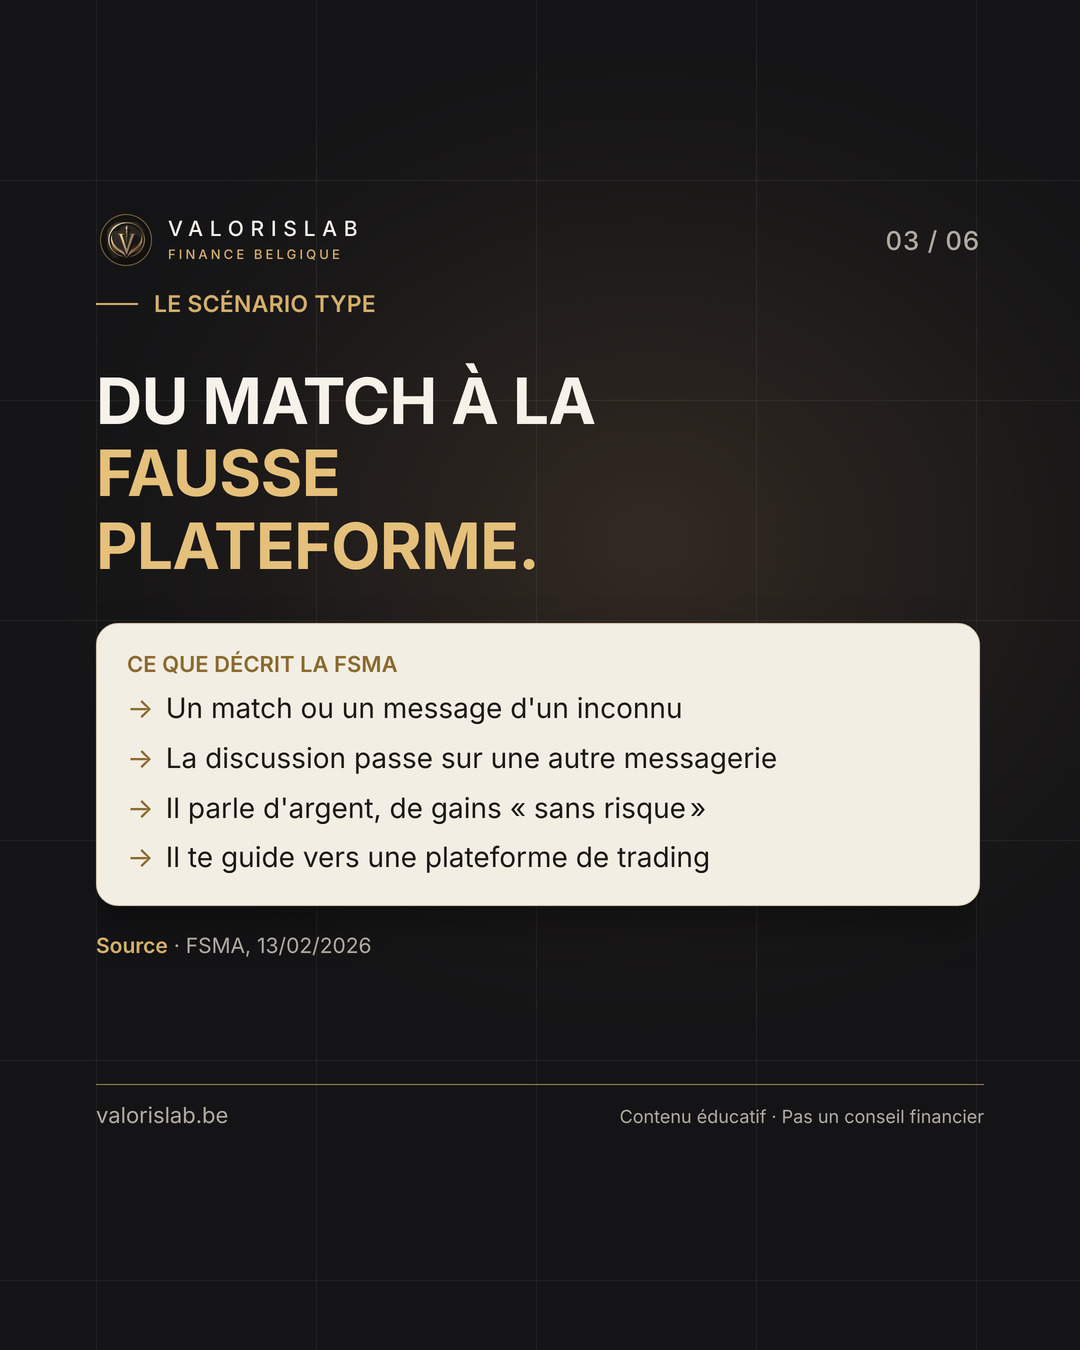 VALORISLAB
FINANCE BELGIQUE
03 / 06
LE SCÉNARIO TYPE
DU MATCH À LA
FAUSSE
PLATEFORME.
CE QUE DÉCRIT LA FSMA
→ Un match ou un message d'un inconnu
→ La discussion passe sur une autre messagerie
→ Il parle d'argent, de gains « sans risque »
→ Il te guide vers une plateforme de trading
Source · FSMA, 13/02/2026
valorislab.be
Contenu éducatif · Pas un conseil financier